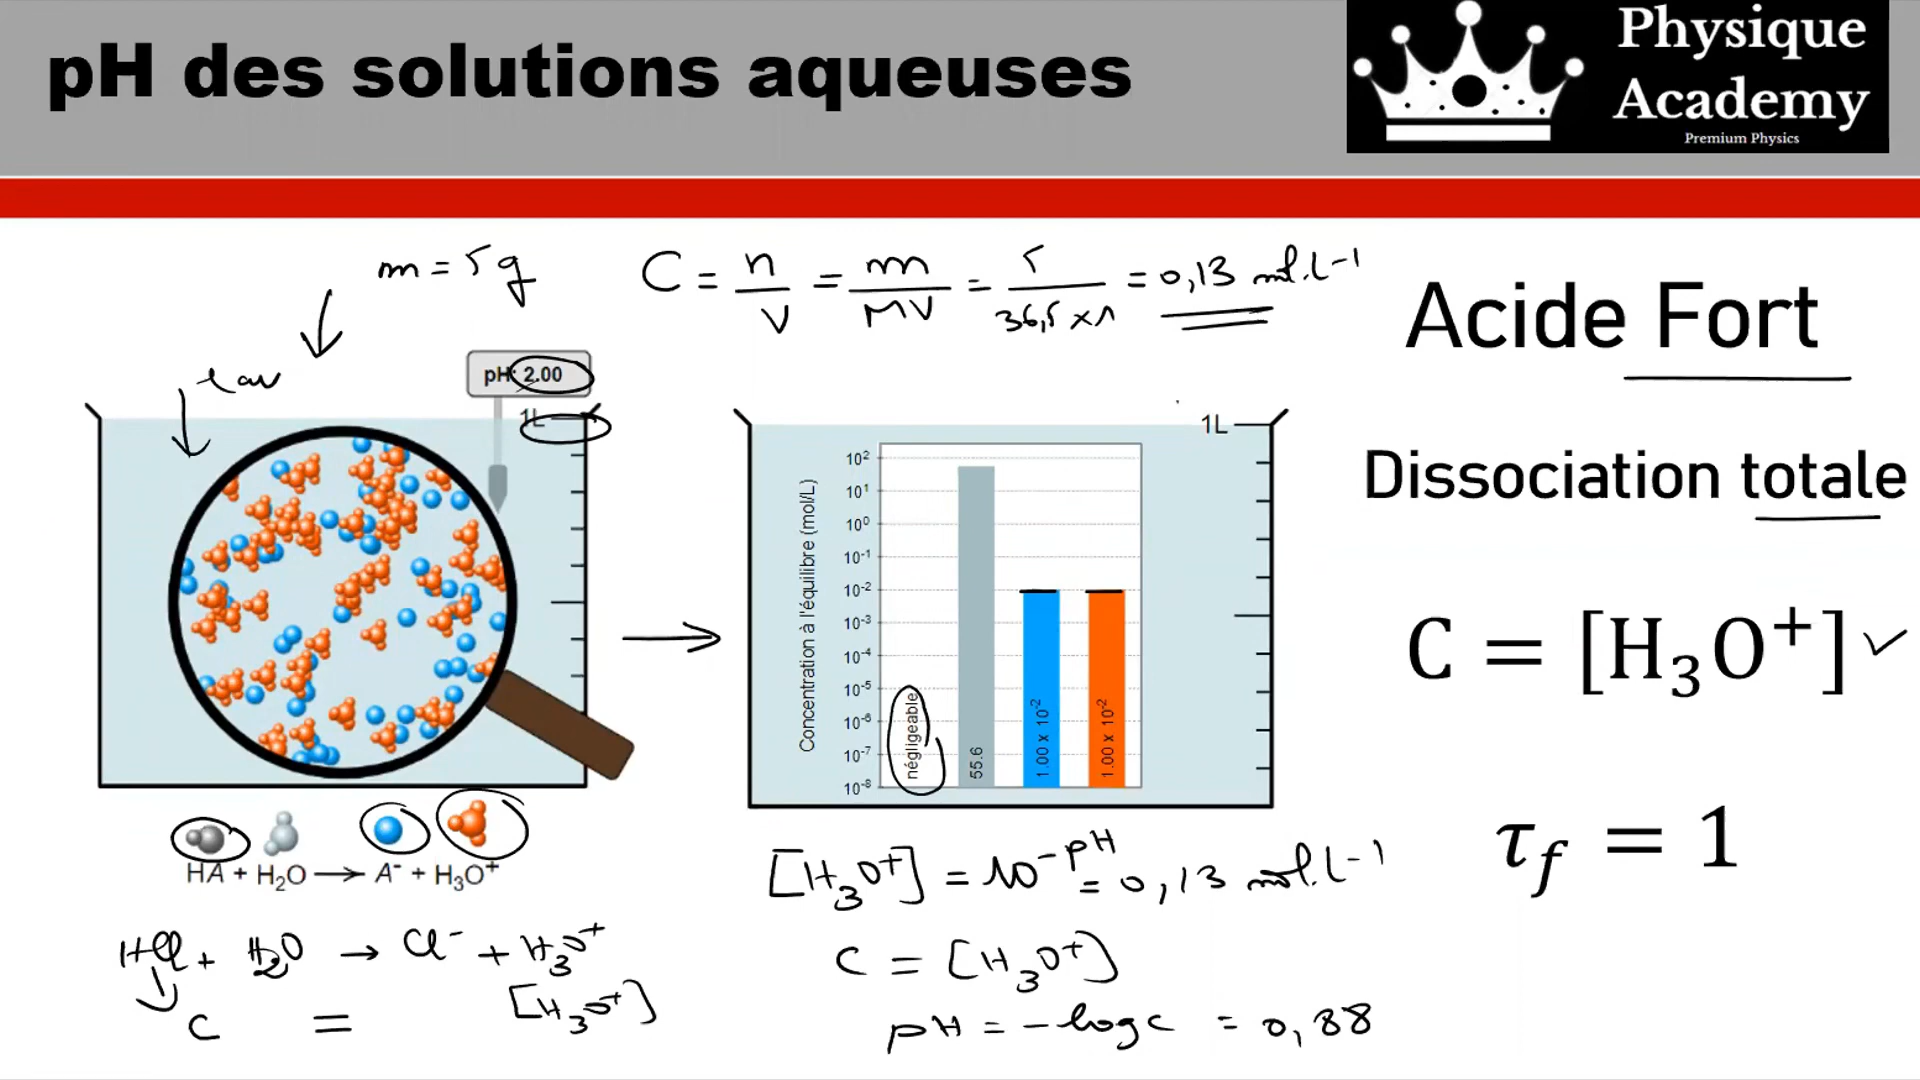 pH des solutions aqueuses
Physique
Academy
Premium Physics
m = 5g
C = n/V = m/MV = 5/36,5 x 1 = 0,13 mol.l-1
Acide Fort
eau
pH: 2.00
1L
1L
Dissociation totale
Concentration à l'équilibre (mol/L)
10²
10¹
10⁰
10⁻¹
10⁻²
10⁻³
10⁻⁴
10⁻⁵
10⁻⁶
10⁻⁷
10⁻⁸
négligeable
55.6
1.00 x 10⁻²
1.00 x 10⁻²
C = [H₃O⁺] ✓
τf = 1
HA + H₂O → A⁻ + H₃O⁺
HCl + H₂O → Cl⁻ + H₃O⁺
C = [H₃O⁺]
[H₃O⁺] = 10⁻ᵖᴴ = 0,13 mol.l-1
C = [H₃O⁺]
pH = -log c = 0,88